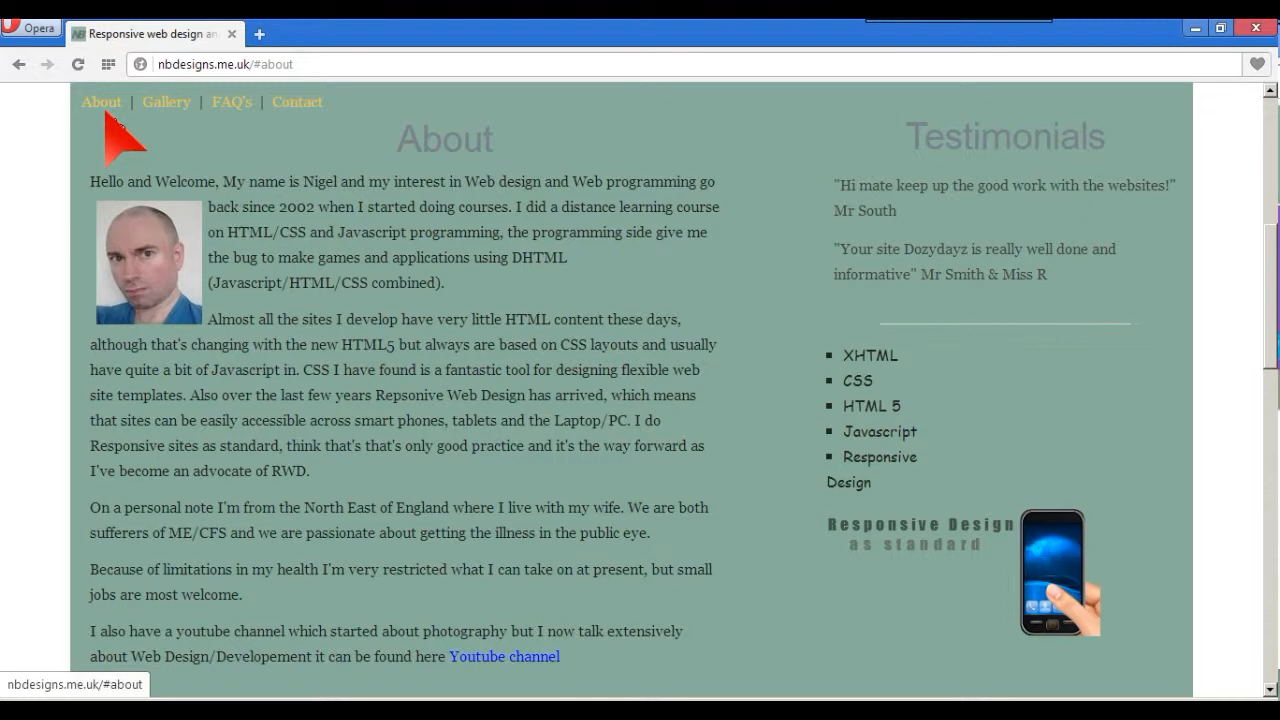 Opera
Responsive web design an
nbdesigns.me.uk/#about
About | Gallery | FAQ's | Contact
About
Hello and Welcome, My name is Nigel and my interest in Web design and Web programming go
back since 2002 when I started doing courses. I did a distance learning course
on HTML/CSS and Javascript programming, the programming side give me
the bug to make games and applications using DHTML
(Javascript/HTML/CSS combined).
Almost all the sites I develop have very little HTML content these days,
although that's changing with the new HTML5 but always are based on CSS layouts and usually
have quite a bit of Javascript in. CSS I have found is a fantastic tool for designing flexible web
site templates. Also over the last few years Repsonive Web Design has arrived, which means
that sites can be easily accessible across smart phones, tablets and the Laptop/PC. I do
Responsive sites as standard, think that's that's only good practice and it's the way forward as
I've become an advocate of RWD.
On a personal note I'm from the North East of England where I live with my wife. We are both
sufferers of ME/CFS and we are passionate about getting the illness in the public eye.
Because of limitations in my health I'm very restricted what I can take on at present, but small
jobs are most welcome.
I also have a youtube channel which started about photography but I now talk extensively
about Web Design/Developement it can be found here Youtube channel
Testimonials
"Hi mate keep up the good work with the websites!"
Mr South
"Your site Dozydayz is really well done and
informative" Mr Smith & Miss R
XHTML
CSS
HTML 5
Javascript
Responsive
Design
Responsive Design
as standard
nbdesigns.me.uk/#about